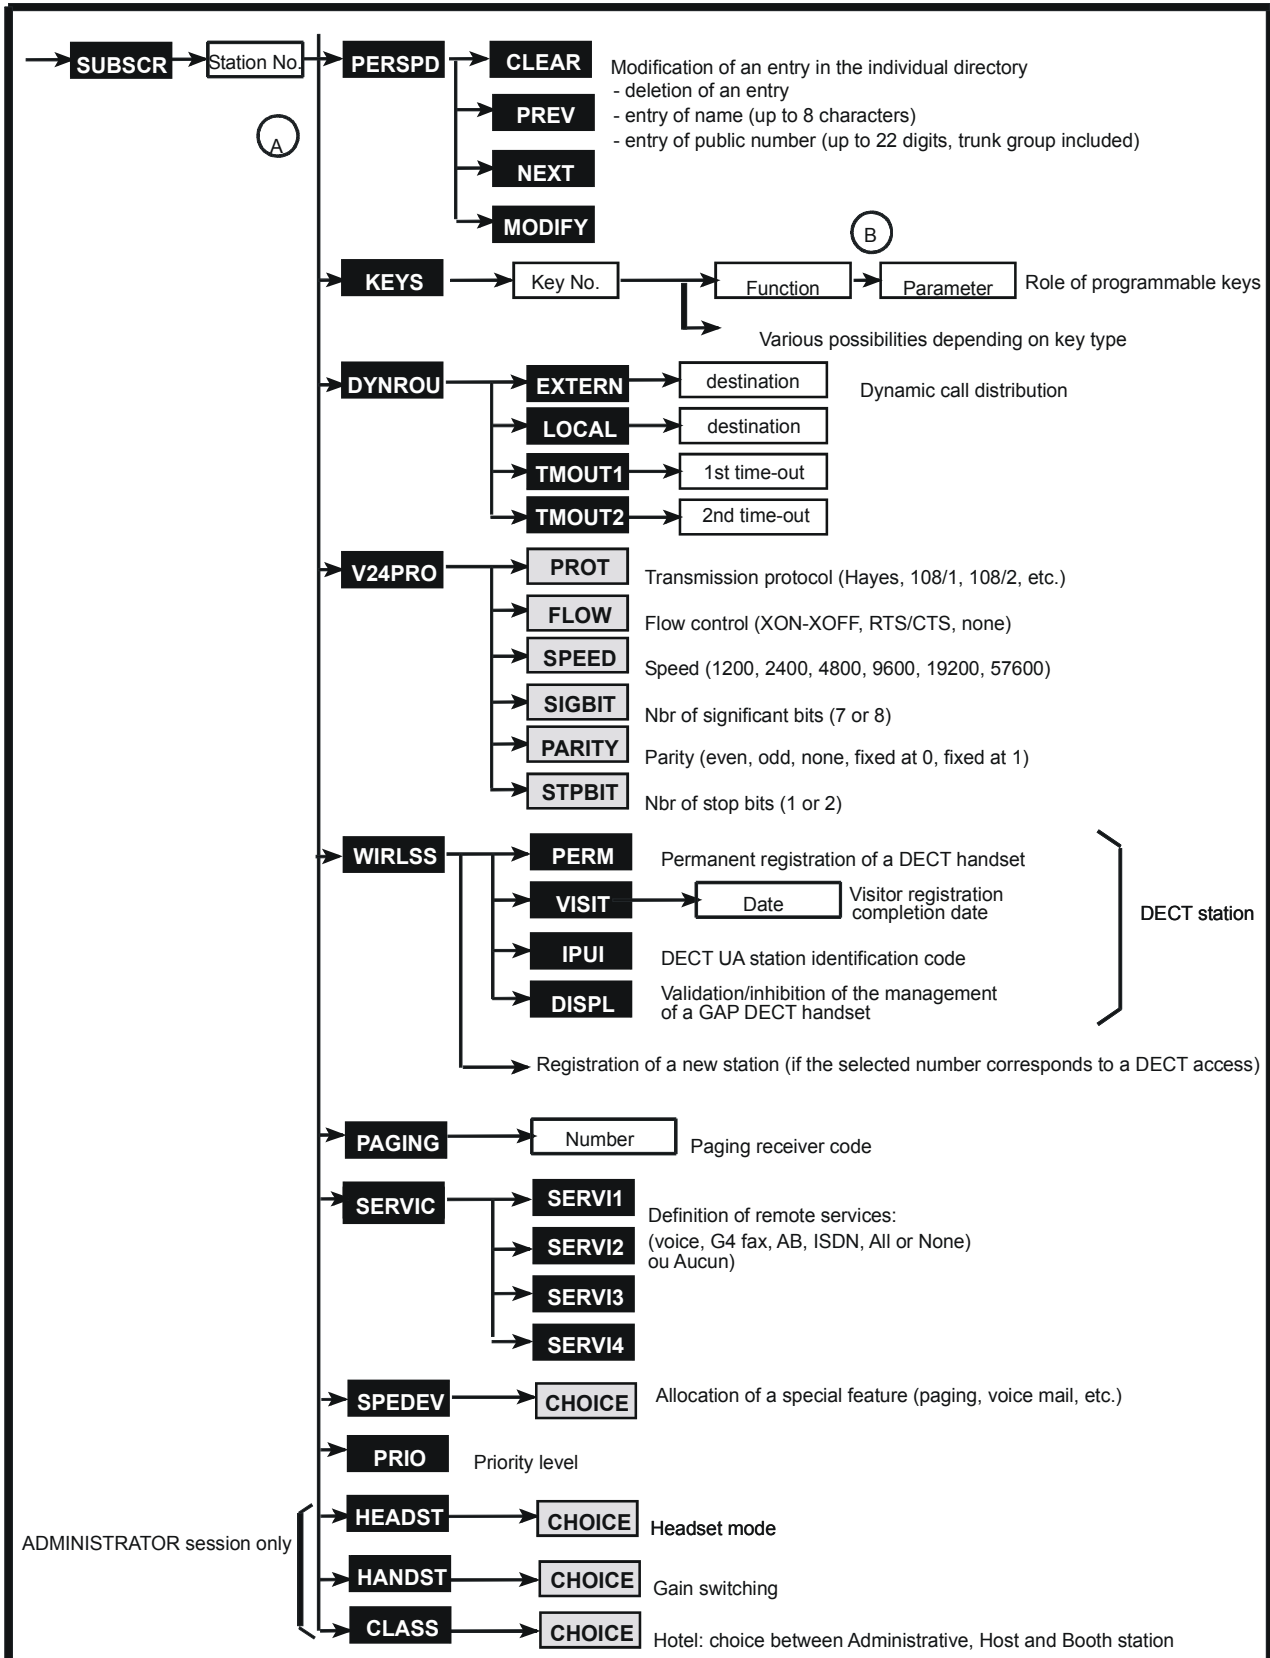 SUBSCR Station No. PERSPD CLEAR
Modification of an entry in the individual directory
- deletion of an entry
A
PREV - entry of name (up to 8 characters)
- entry of public number (up to 22 digits, trunk group included)
NEXT
MODIFY
B
KEYS Key No. Function Parameter Role of programmable keys
Various possibilities depending on key type
DYNROU EXTERN destination Dynamic call distribution
LOCAL destination
TMOUT1 1st time-out
TMOUT2 2nd time-out
V24PRO PROT Transmission protocol (Hayes, 108/1, 108/2, etc.)
FLOW Flow control (XON-XOFF, RTS/CTS, none)
SPEED Speed (1200, 2400, 4800, 9600, 19200, 57600)
SIGBIT Nbr of significant bits (7 or 8)
PARITY Parity (even, odd, none, fixed at 0, fixed at 1)
STPBIT Nbr of stop bits (1 or 2)
WIRLSS PERM Permanent registration of a DECT handset
VISIT Date Visitor registration
completion date
DECT station
IPUI DECT UA station identification code
DISPL Validation/inhibition of the management
of a GAP DECT handset
Registration of a new station (if the selected number corresponds to a DECT access)
PAGING Number Paging receiver code
SERVIC SERVI1
Definition of remote services:
SERVI2 (voice, G4 fax, AB, ISDN, All or None)
ou Aucun)
SERVI3
SERVI4
SPEDEV CHOICE Allocation of a special feature (paging, voice mail, etc.)
PRIO Priority level
HEADST CHOICE Headset mode
ADMINISTRATOR session only
HANDST CHOICE Gain switching
CLASS CHOICE Hotel: choice between Administrative, Host and Booth station